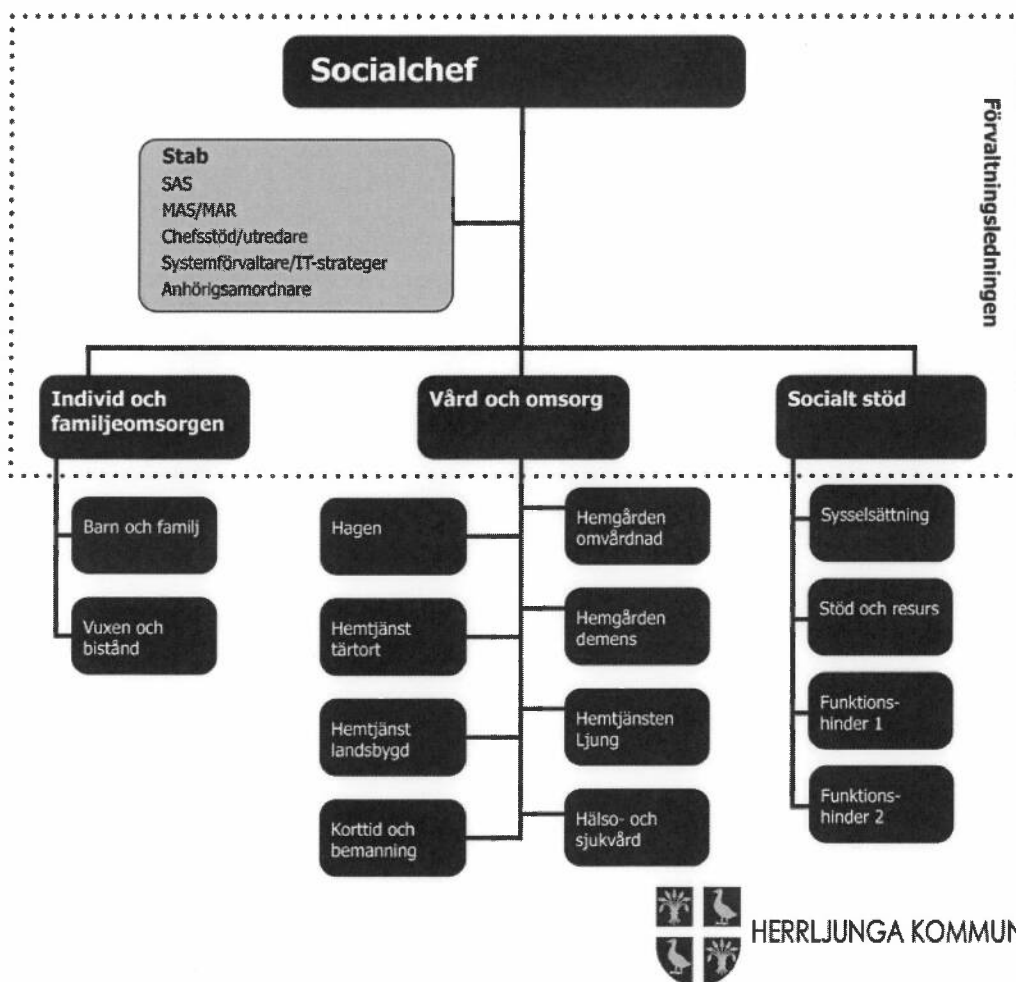 Socialchef
Förvaltningsledningen
Stab
SAS
MAS/MAR
Chefsstöd/utredare
Systemförvaltare/IT-strateger
Anhörigsamordnare
Individ och
familjeomsorgen
Vård och omsorg
Socialt stöd
Barn och familj
Vuxen och
bistånd
Hagen
Hemtjänst
tärtort
Hemtjänst
landsbygd
Korttid och
bemanning
Hemgården
omvårdnad
Hemgården
demens
Hemtjänsten
Ljung
Hälso- och
sjukvård
Sysselsättning
Stöd och resurs
Funktions-
hinder 1
Funktions-
hinder 2
HERRLJUNGA KOMMUN